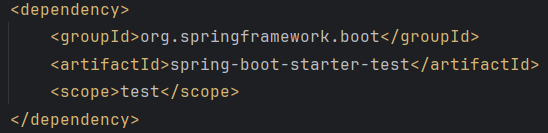 <dependency>
    <groupId>org.springframework.boot</groupId>
    <artifactId>spring-boot-starter-test</artifactId>
    <scope>test</scope>
</dependency>